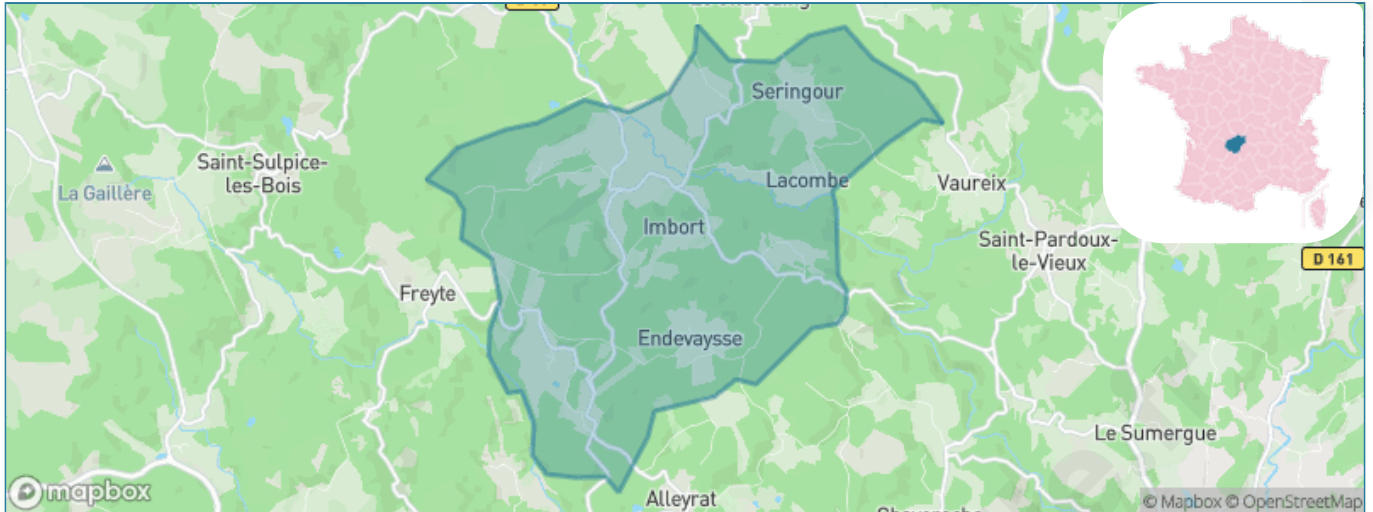 Seringour
Saint-Sulpice-
les-Bois
La Gaillère
Lacombe
Vaureix
Imbort
Saint-Pardoux-
le-Vieux
D 161
Freyte
Endevaysse
Le Sumergue
Alleyrat
mapbox
© Mapbox © OpenStreetMap